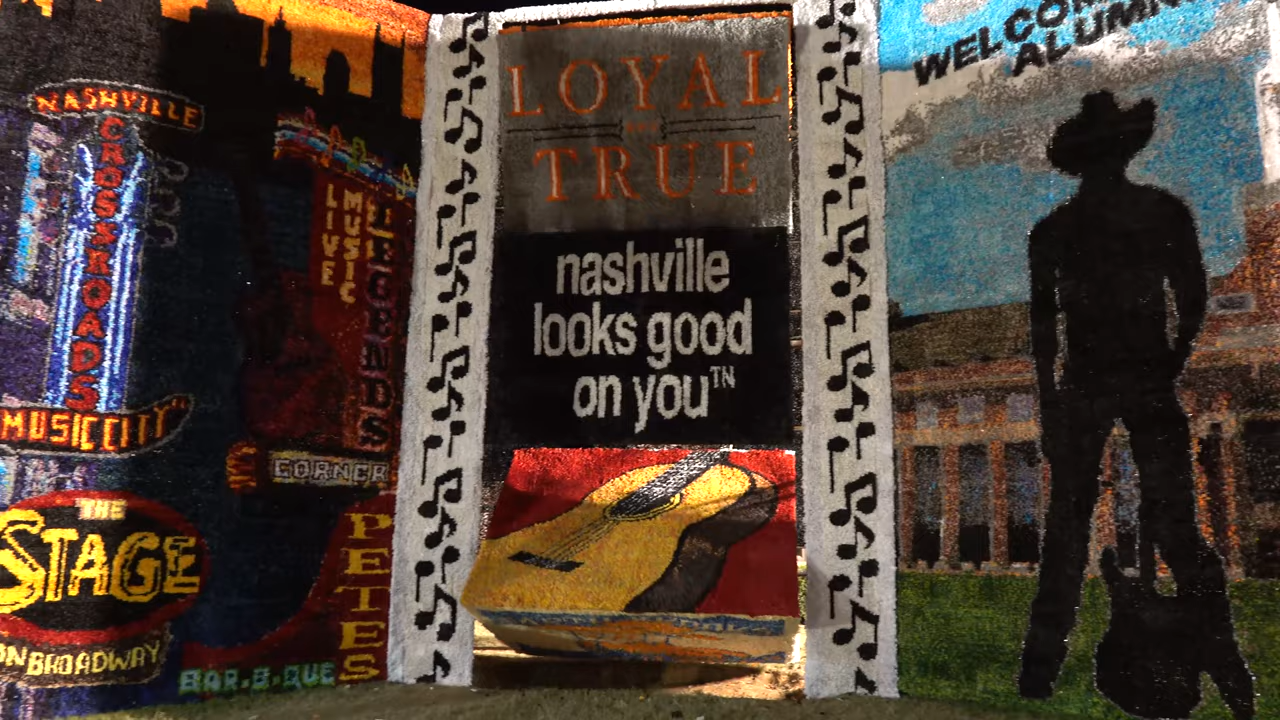 NASHVILLE
CROSSROADS
MUSIC CITY
THE
STAGE
ON BROADWAY
LIVE
MUSIC
LEGENDS
CORNER
PETES
BAR.B.QUE
LOYAL
TRUE
nashville
looks good
on you™
WELCOME
ALUMNI